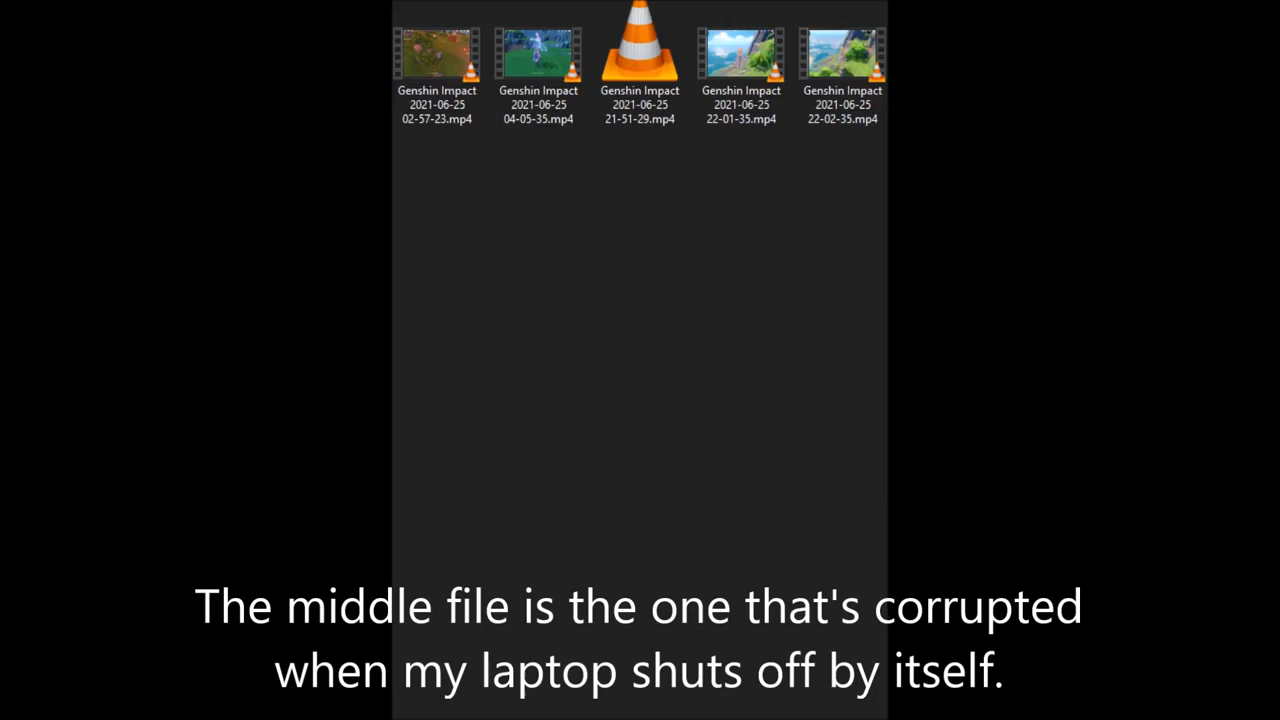 Genshin Impact
2021-06-25
02-57-23.mp4
Genshin Impact
2021-06-25
04-05-35.mp4
Genshin Impact
2021-06-25
21-51-29.mp4
Genshin Impact
2021-06-25
22-01-35.mp4
Genshin Impact
2021-06-25
22-02-35.mp4
The middle file is the one that's corrupted
when my laptop shuts off by itself.